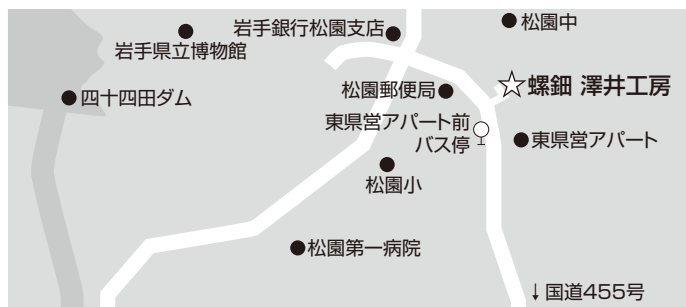 岩手銀行松園支店
松園中
岩手県立博物館
四十四田ダム
松園郵便局
螺鈿 澤井工房
東県営アパート前
バス停
東県営アパート
松園小
松園第一病院
↓国道455号